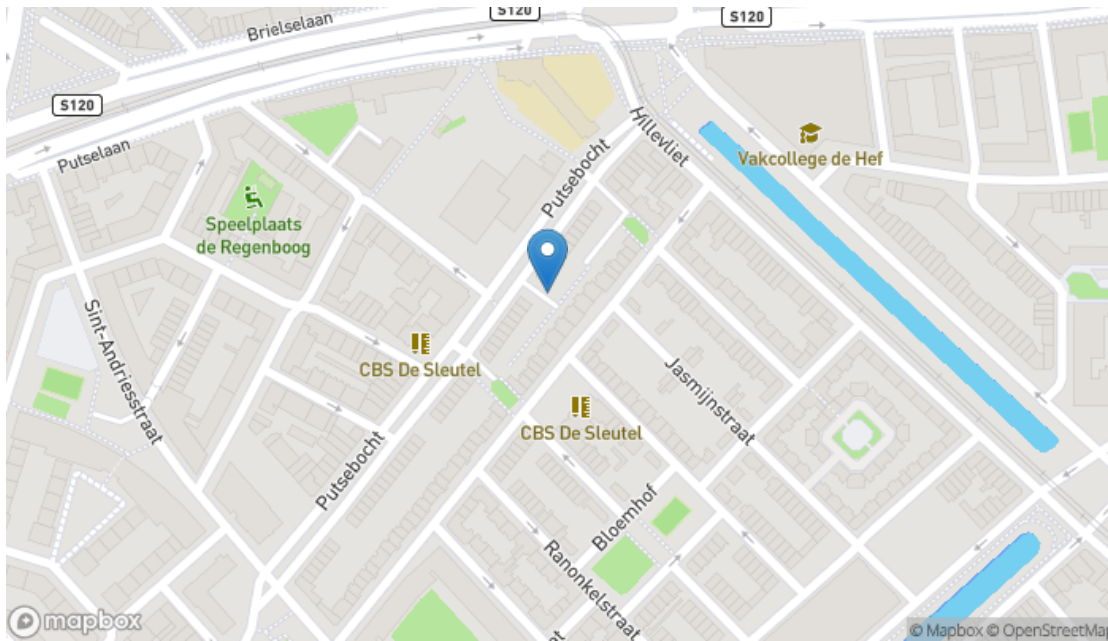 S120
S120
Brielselaan
S120
Putselaan
Hillevliet
Vakcollege de Hef
Putsebocht
Speelplaats
de Regenboog
Sint-Andriesstraat
CBS De Sleutel
Jasmijnstraat
CBS De Sleutel
Putsebocht
Bloemhof
Ranonkelstraat
mapbox
© Mapbox © OpenStreetMap